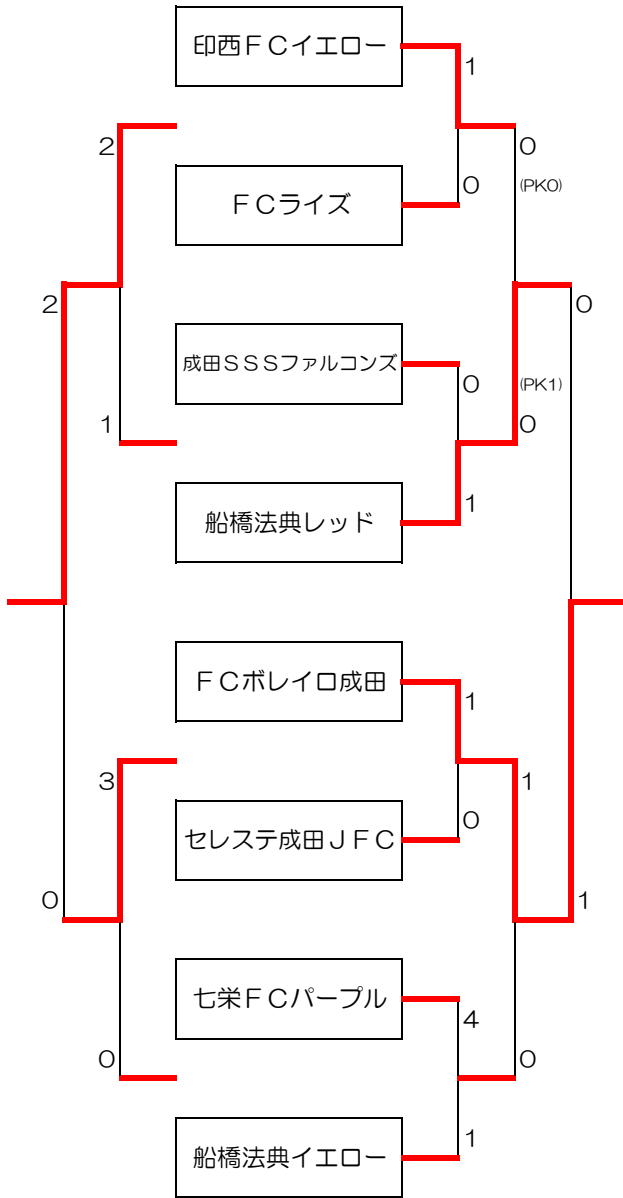 印西ＦＣイエロー
1
2
0
ＦＣライズ
0
(PK0)
2
0
成田ＳＳＳファルコンズ
0
(PK1)
1
0
船橋法典レッド
1
ＦＣボレイロ成田
1
3
1
セレステ成田ＪＦＣ
0
0
1
七栄ＦＣパープル
4
0
0
船橋法典イエロー
1